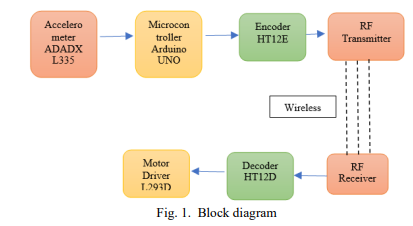 Accelero
meter
ADADX
L335
Microcon
troller
Arduino
UNO
Encoder
HT12E
RF
Transmitter
Wireless
Motor
Driver
L293D
Decoder
HT12D
RF
Receiver
Fig. 1. Block diagram